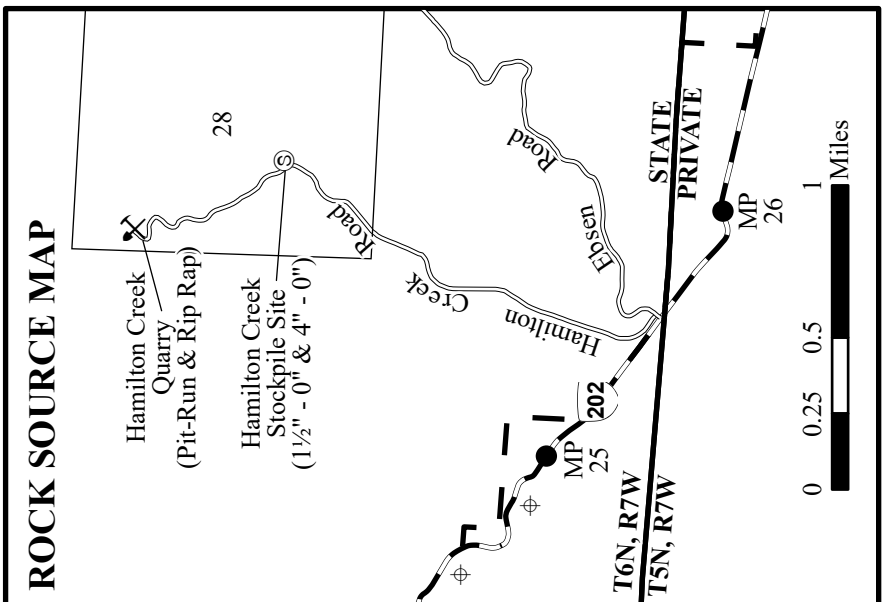 ROCK SOURCE MAP
28
Hamilton Creek
Quarry
(Pit-Run & Rip Rap)
S
Hamilton Creek
Stockpile Site
(1½" - 0" & 4" - 0")
Hamilton Creek Road
Ebsen Road
STATE
PRIVATE
202
MP
25
MP
26
T6N, R7W
T5N, R7W
0 0.25 0.5 1 Miles